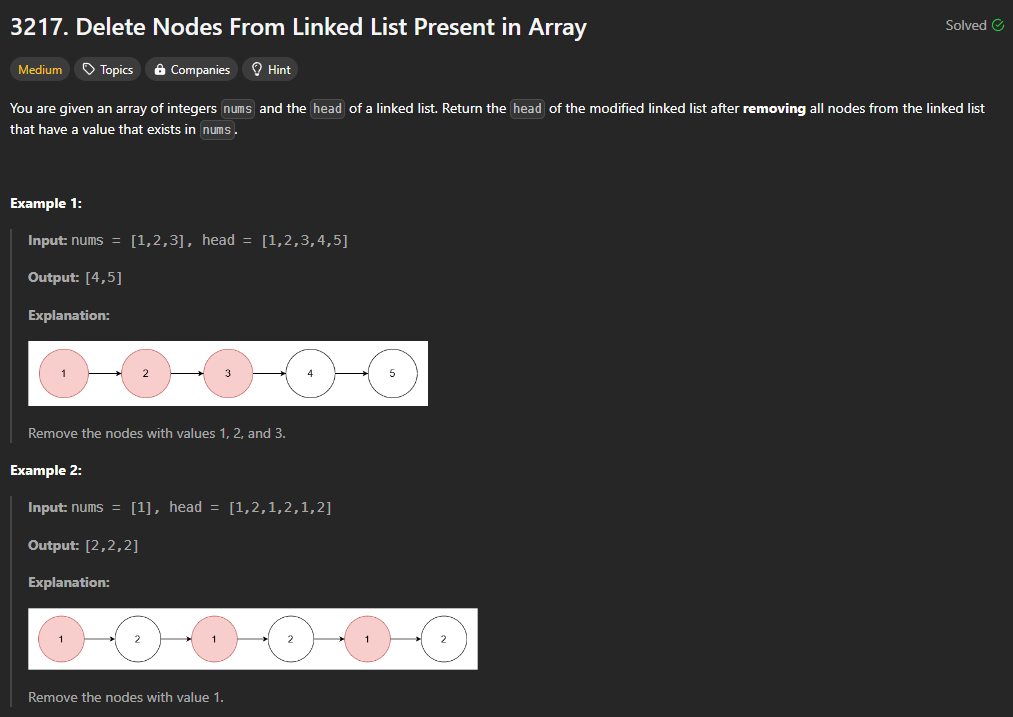 3217. Delete Nodes From Linked List Present in Array
Solved
Medium Topics Companies Hint
You are given an array of integers nums and the head of a linked list. Return the head of the modified linked list after removing all nodes from the linked list
that have a value that exists in nums.
Example 1:
Input: nums = [1,2,3], head = [1,2,3,4,5]
Output: [4,5]
Explanation:
1 2 3 4 5
Remove the nodes with values 1, 2, and 3.
Example 2:
Input: nums = [1], head = [1,2,1,2,1,2]
Output: [2,2,2]
Explanation:
1 2 1 2 1 2
Remove the nodes with value 1.